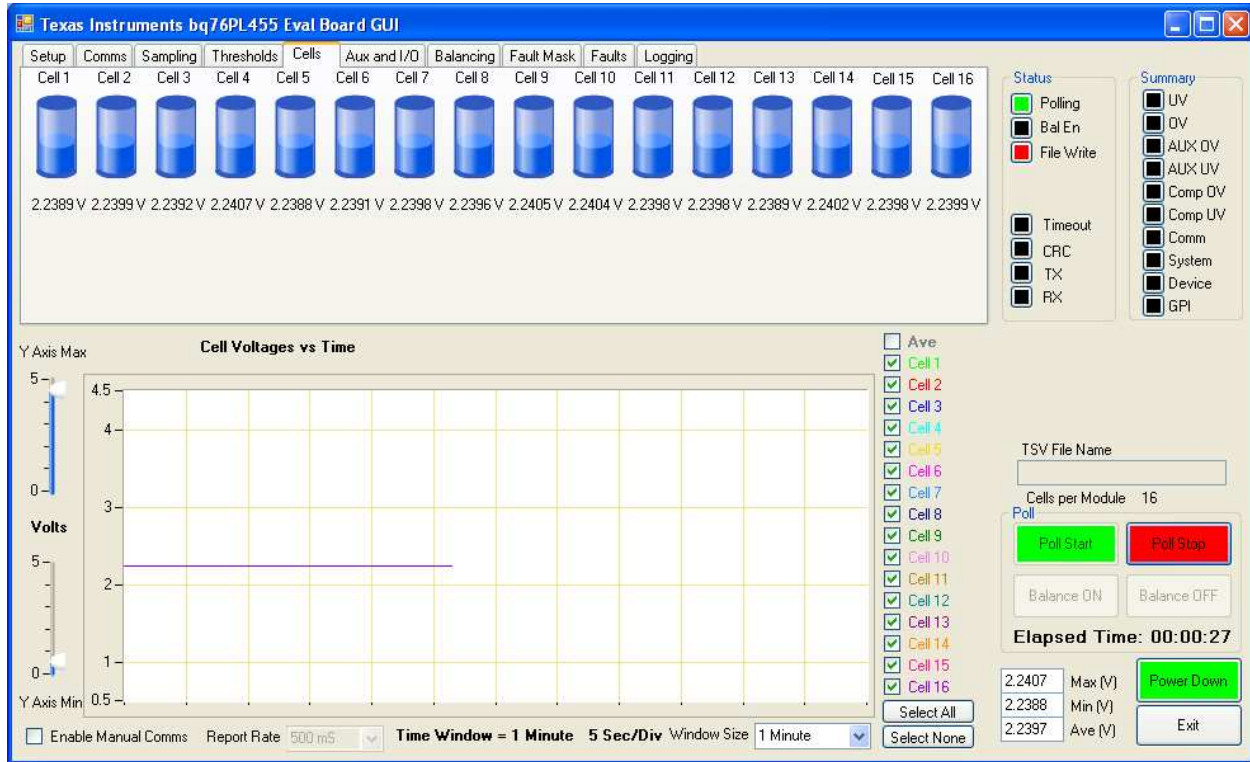 Texas Instruments bq76PL455 Eval Board GUI
Setup Comms Sampling Thresholds Cells Aux and I/O Balancing Fault Mask Faults Logging
Cell 1 Cell 2 Cell 3 Cell 4 Cell 5 Cell 6 Cell 7 Cell 8 Cell 9 Cell 10 Cell 11 Cell 12 Cell 13 Cell 14 Cell 15 Cell 16
2.2389 V 2.2399 V 2.2392 V 2.2407 V 2.2388 V 2.2391 V 2.2398 V 2.2396 V 2.2405 V 2.2404 V 2.2398 V 2.2398 V 2.2389 V 2.2402 V 2.2398 V 2.2399 V
Status
Polling
Bal En
File Write
Timeout
CRC
TX
RX
Summary
UV
OV
AUX OV
AUX UV
Comp OV
Comp UV
Comm
System
Device
GPI
Y Axis Max
5
0
Volts
5
0
Y Axis Min
Cell Voltages vs Time
4.5
4
3
2
1
0.5
Ave
Cell 1
Cell 2
Cell 3
Cell 4
Cell 5
Cell 6
Cell 7
Cell 8
Cell 9
Cell 10
Cell 11
Cell 12
Cell 13
Cell 14
Cell 15
Cell 16
Select All
Select None
Enable Manual Comms Report Rate 500 mS Time Window = 1 Minute 5 Sec/Div Window Size 1 Minute
TSV File Name
Cells per Module 16
Poll
Poll Start Poll Stop
Balance ON Balance OFF
Elapsed Time: 00:00:27
2.2407 Max (V)
2.2388 Min (V)
2.2397 Ave (V)
Power Down
Exit